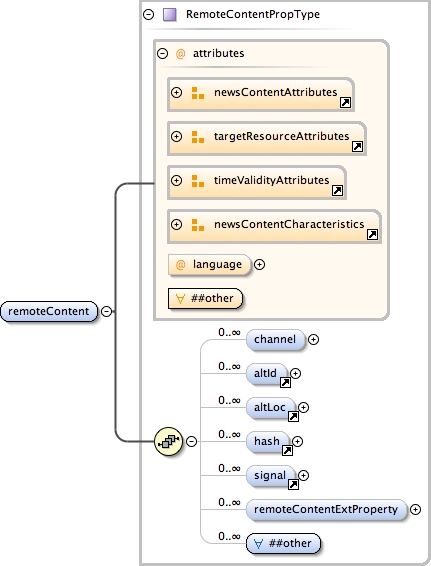 RemoteContentPropType
@ attributes
newsContentAttributes
targetResourceAttributes
timeValidityAttributes
newsContentCharacteristics
@ language
∀ ##other
remoteContent
0..∞ channel
0..∞ altId
0..∞ altLoc
0..∞ hash
0..∞ signal
0..∞ remoteContentExtProperty
0..∞ ∀ ##other